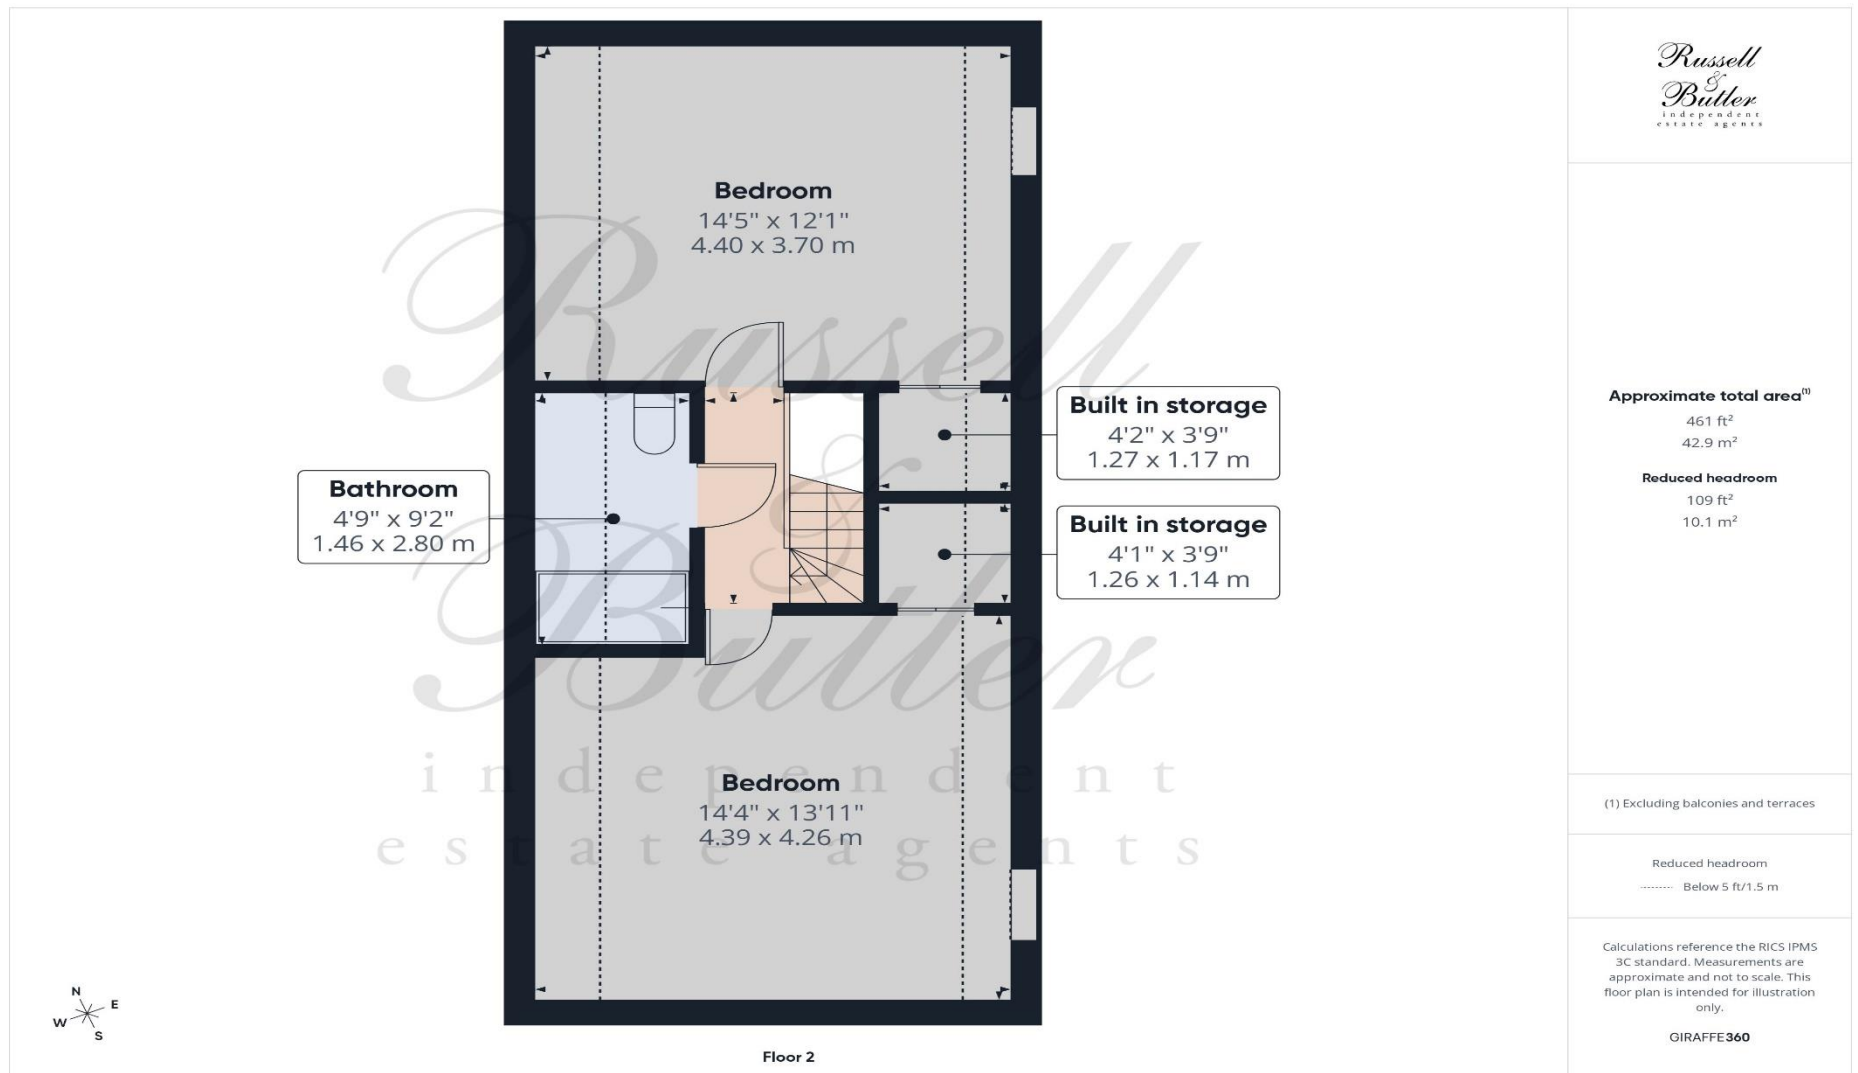 Russell
&
Butler
independent
estate agents
Bedroom
14'5" x 12'1"
4.40 x 3.70 m
Built in storage
4'2" x 3'9"
1.27 x 1.17 m
Bathroom
4'9" x 9'2"
1.46 x 2.80 m
Built in storage
4'1" x 3'9"
1.26 x 1.14 m
Bedroom
14'4" x 13'11"
4.39 x 4.26 m
Russell
&
Butler
independent
estate agents
N
E
W
S
Floor 2
Approximate total area(1)
461 ft²
42.9 m²
Reduced headroom
109 ft²
10.1 m²
(1) Excluding balconies and terraces
Reduced headroom
Below 5 ft/1.5 m
Calculations reference the RICS IPMS
3C standard. Measurements are
approximate and not to scale. This
floor plan is intended for illustration
only.
GIRAFFE360